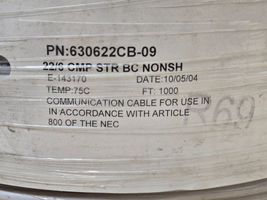 PN:630622CB-09
22/6 CMP STR BC NONSH
E-143170 DATE:10/05/04
TEMP:75C FT: 1000
COMMUNICATION CABLE FOR USE IN
IN ACCORDANCE WITH ARTICLE
800 OF THE NEC
R69